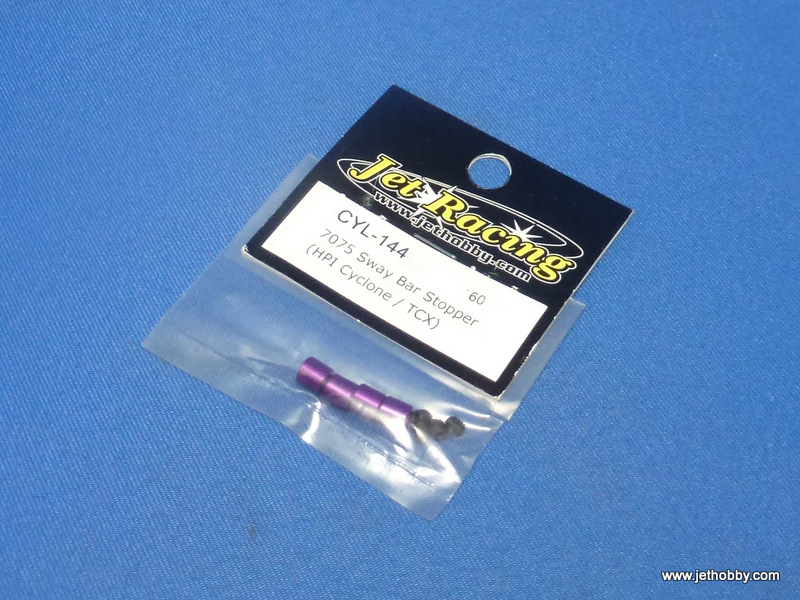 Jet Racing
www.jethobby.com
CYL-144
60
7075 Sway Bar Stopper
(HPI Cyclone / TCX)
www.jethobby.com